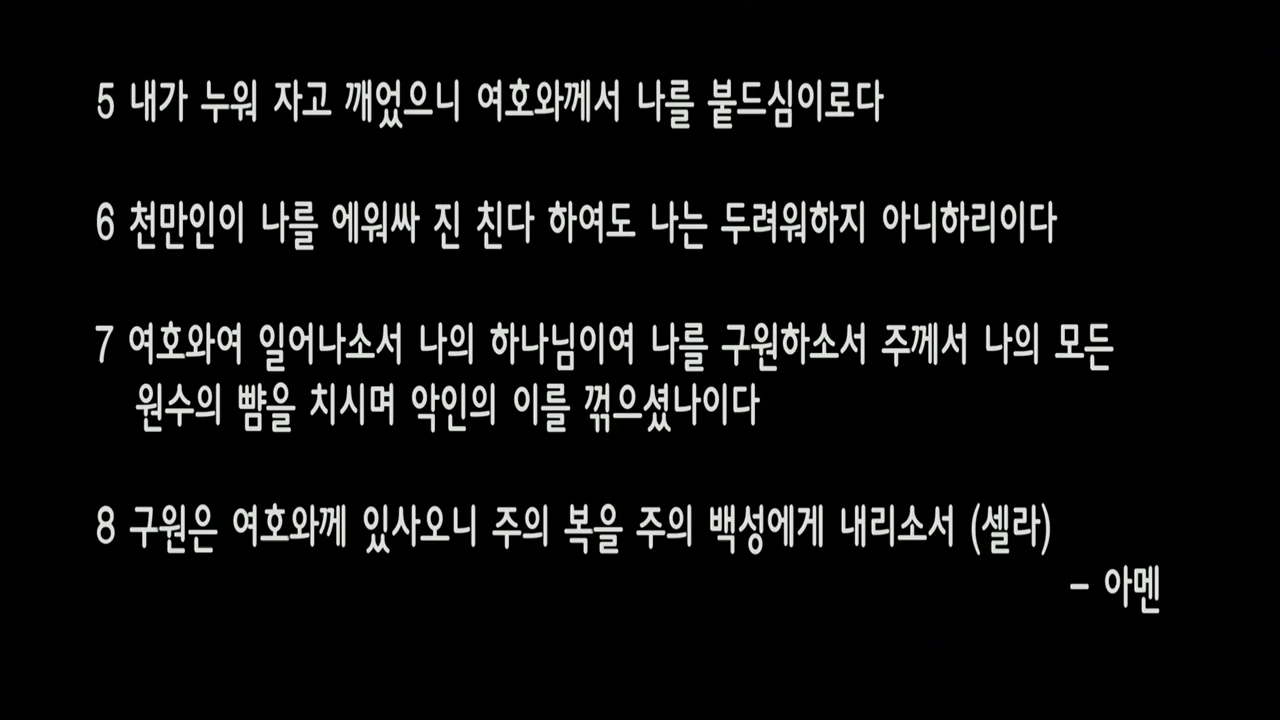 5 내가 누워 자고 깨었으니 여호와께서 나를 붙드심이로다
6 천만인이 나를 에워싸 진 친다 하여도 나는 두려워하지 아니하리이다
7 여호와여 일어나소서 나의 하나님이여 나를 구원하소서 주께서 나의 모든
원수의 뺨을 치시며 악인의 이를 꺾으셨나이다
8 구원은 여호와께 있사오니 주의 복을 주의 백성에게 내리소서 (셀라)
- 아멘